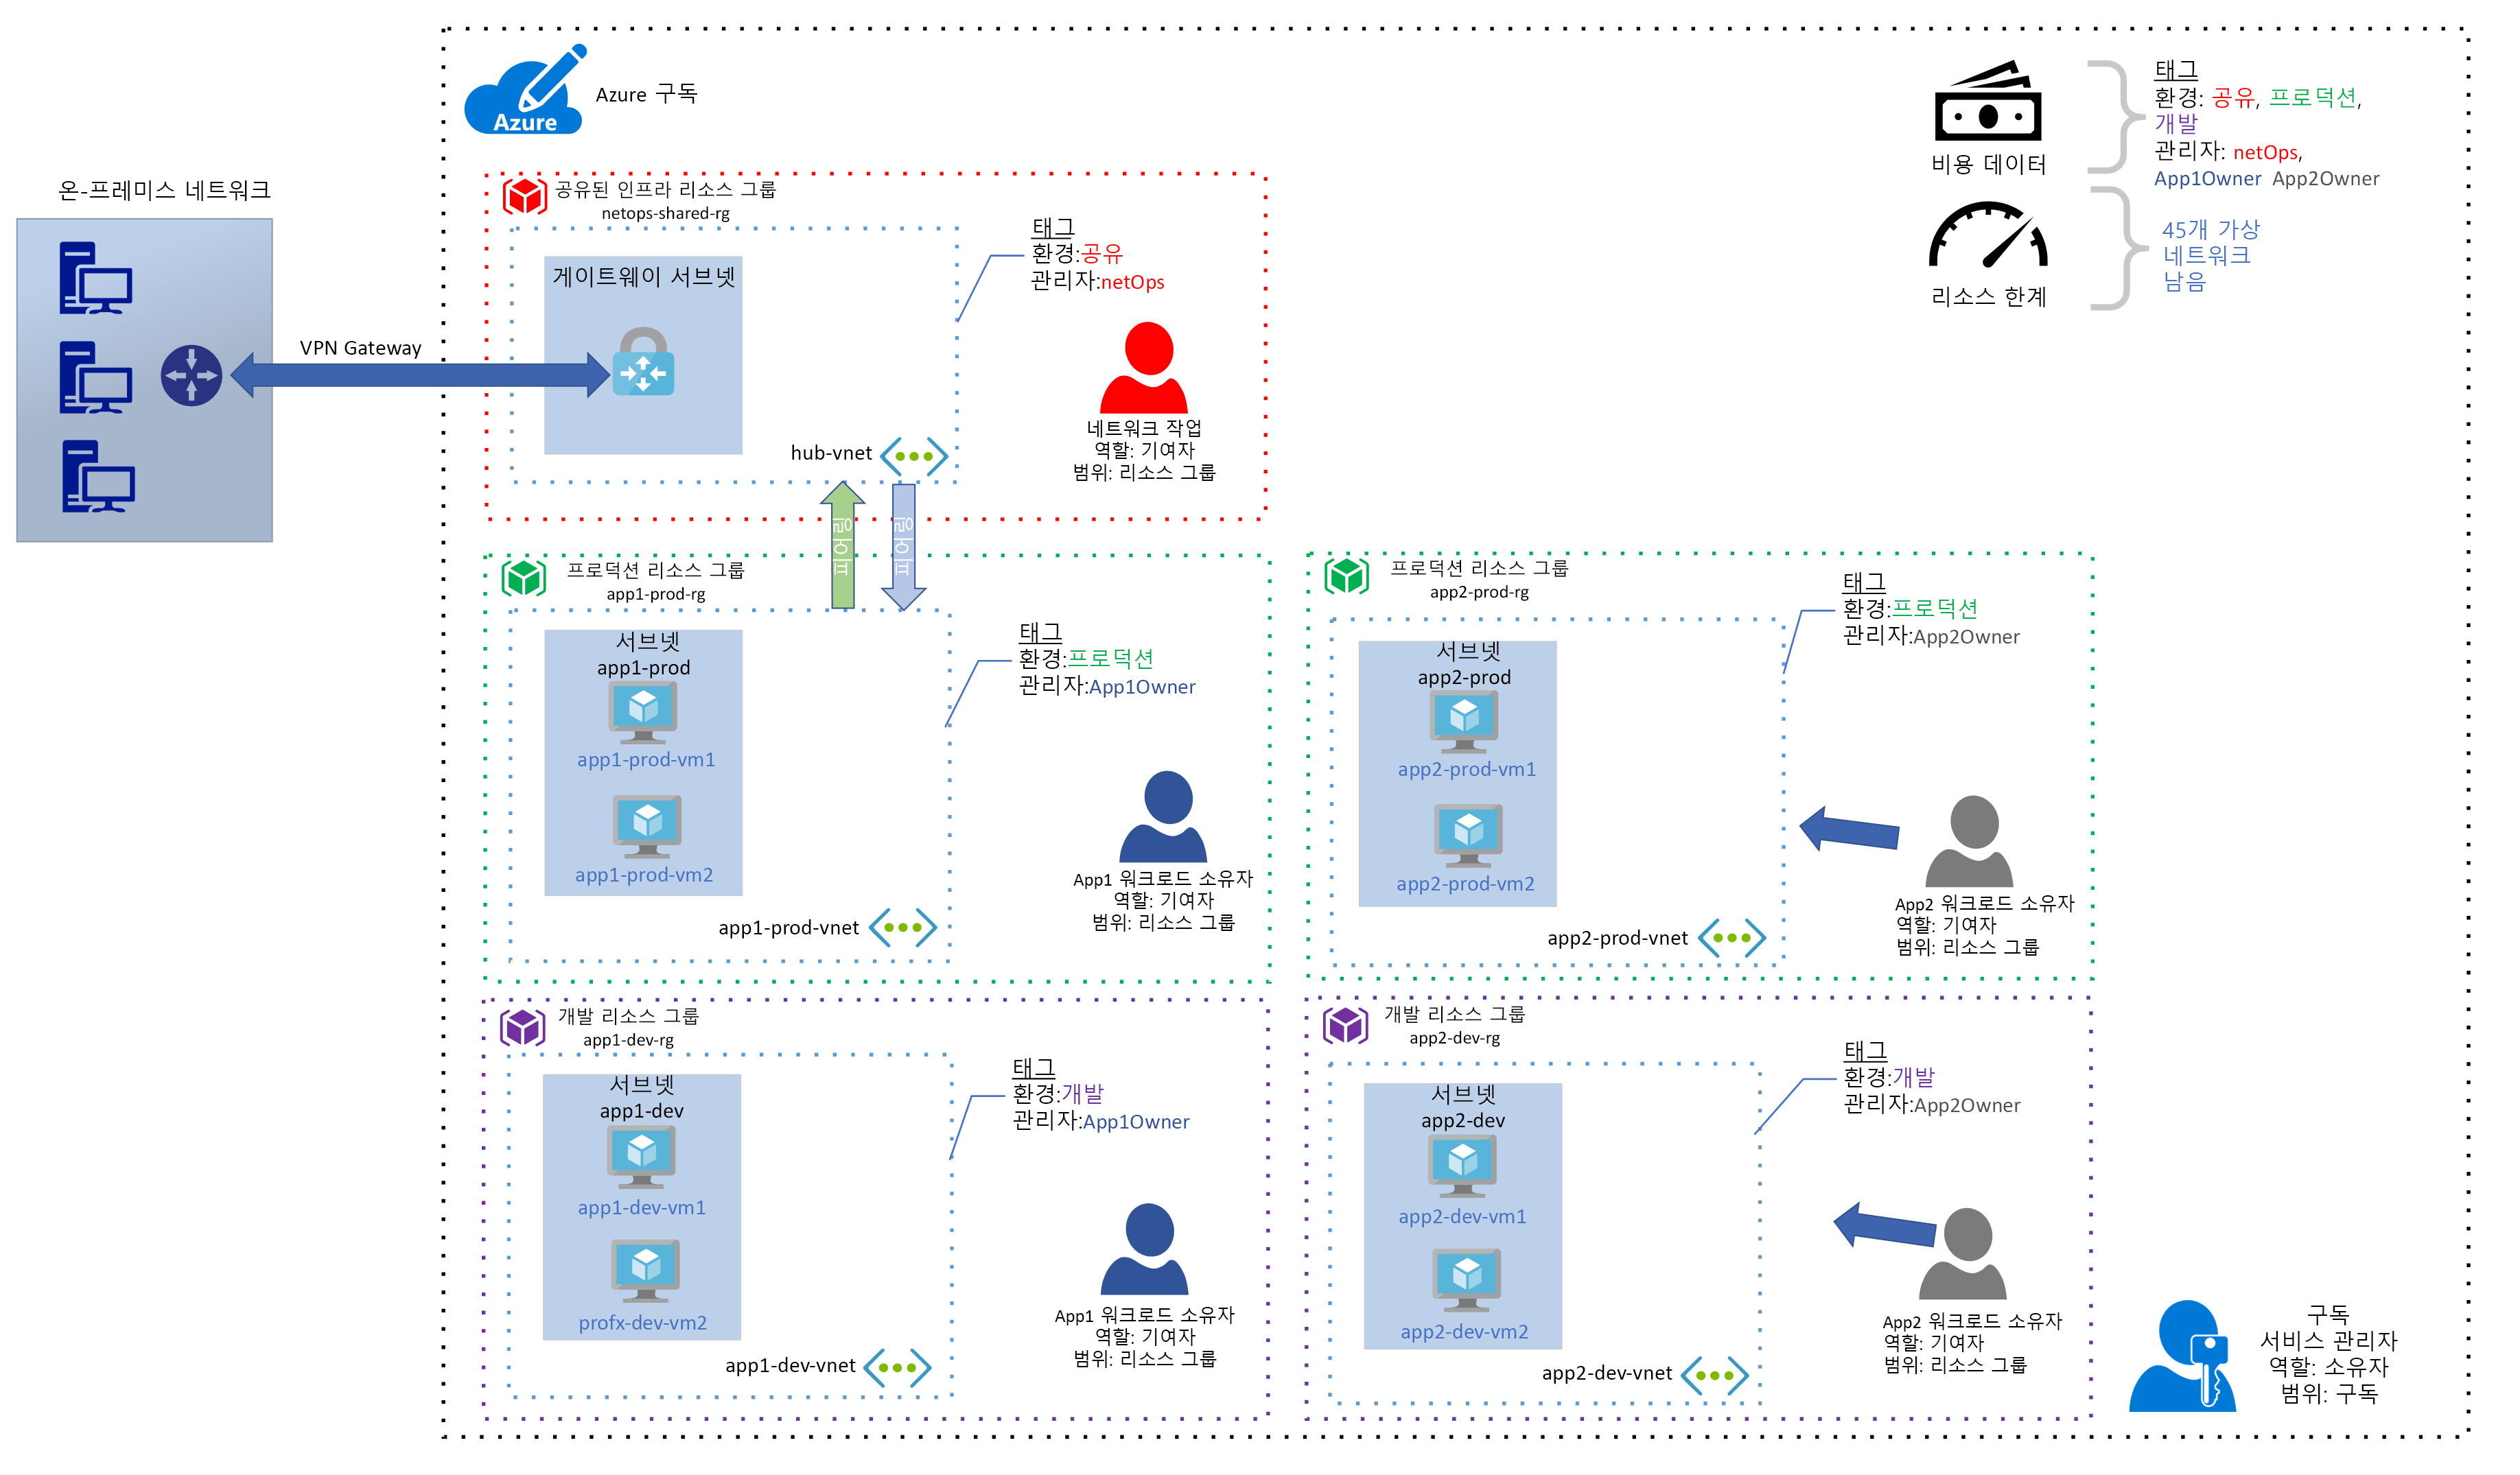 Azure
Azure 구독
비용 데이터
태그
환경: 공유, 프로덕션,
개발
관리자: netOps,
App1Owner App2Owner
리소스 한계
45개 가상
네트워크
남음
온-프레미스 네트워크
VPN Gateway
공유된 인프라 리소스 그룹
netops-shared-rg
게이트웨이 서브넷
hub-vnet
태그
환경:공유
관리자:netOps
네트워크 작업
역할: 기여자
범위: 리소스 그룹
피어링
피어링
프로덕션 리소스 그룹
app1-prod-rg
서브넷
app1-prod
app1-prod-vm1
app1-prod-vm2
app1-prod-vnet
태그
환경:프로덕션
관리자:App1Owner
App1 워크로드 소유자
역할: 기여자
범위: 리소스 그룹
프로덕션 리소스 그룹
app2-prod-rg
서브넷
app2-prod
app2-prod-vm1
app2-prod-vm2
app2-prod-vnet
태그
환경:프로덕션
관리자:App2Owner
App2 워크로드 소유자
역할: 기여자
범위: 리소스 그룹
개발 리소스 그룹
app1-dev-rg
서브넷
app1-dev
app1-dev-vm1
profx-dev-vm2
app1-dev-vnet
태그
환경:개발
관리자:App1Owner
App1 워크로드 소유자
역할: 기여자
범위: 리소스 그룹
개발 리소스 그룹
app2-dev-rg
서브넷
app2-dev
app2-dev-vm1
app2-dev-vm2
app2-dev-vnet
태그
환경:개발
관리자:App2Owner
App2 워크로드 소유자
역할: 기여자
범위: 리소스 그룹
구독
서비스 관리자
역할: 소유자
범위: 구독